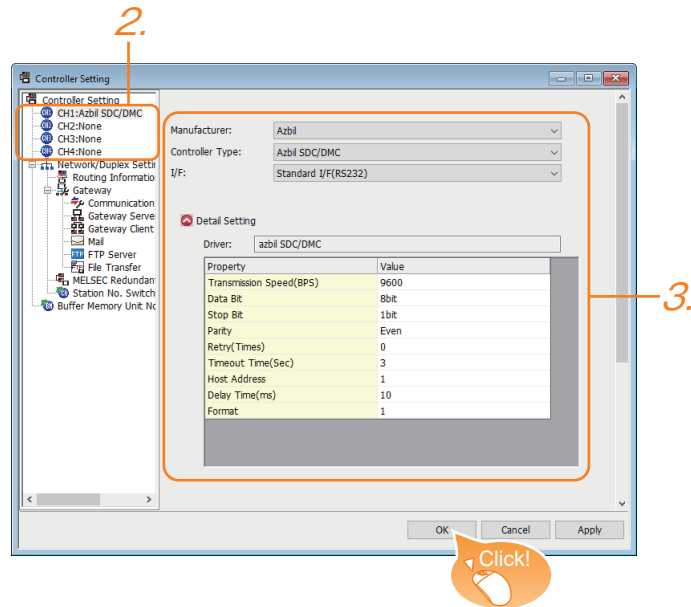 2.
Controller Setting
Controller Setting
CH1:Azbil SDC/DMC
CH2:None
CH3:None
CH4:None
Network/Duplex Settin
Routing Informatio
Gateway
Communication
Gateway Serve
Gateway Client
Mail
FTP FTP Server
File Transfer
MELSEC Redundan
Station No. Switch
Buffer Memory Unit No
Manufacturer: Azbil
Controller Type: Azbil SDC/DMC
I/F: Standard I/F(RS232)
Detail Setting
Driver: azbil SDC/DMC
Property Value
Transmission Speed(BPS) 9600
Data Bit 8bit
Stop Bit 1bit
Parity Even
Retry(Times) 0
Timeout Time(Sec) 3
Host Address 1
Delay Time(ms) 10
Format 1
3.
OK Cancel Apply
Click!